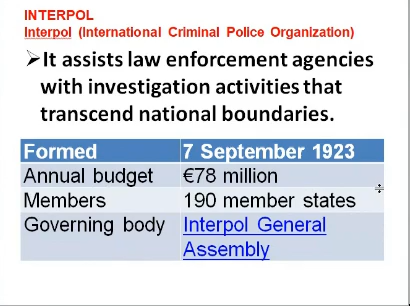 INTERPOL
Interpol (International Criminal Police Organization)
➢It assists law enforcement agencies
with investigation activities that
transcend national boundaries.
Formed 7 September 1923
Annual budget €78 million
Members 190 member states
Governing body Interpol General
Assembly